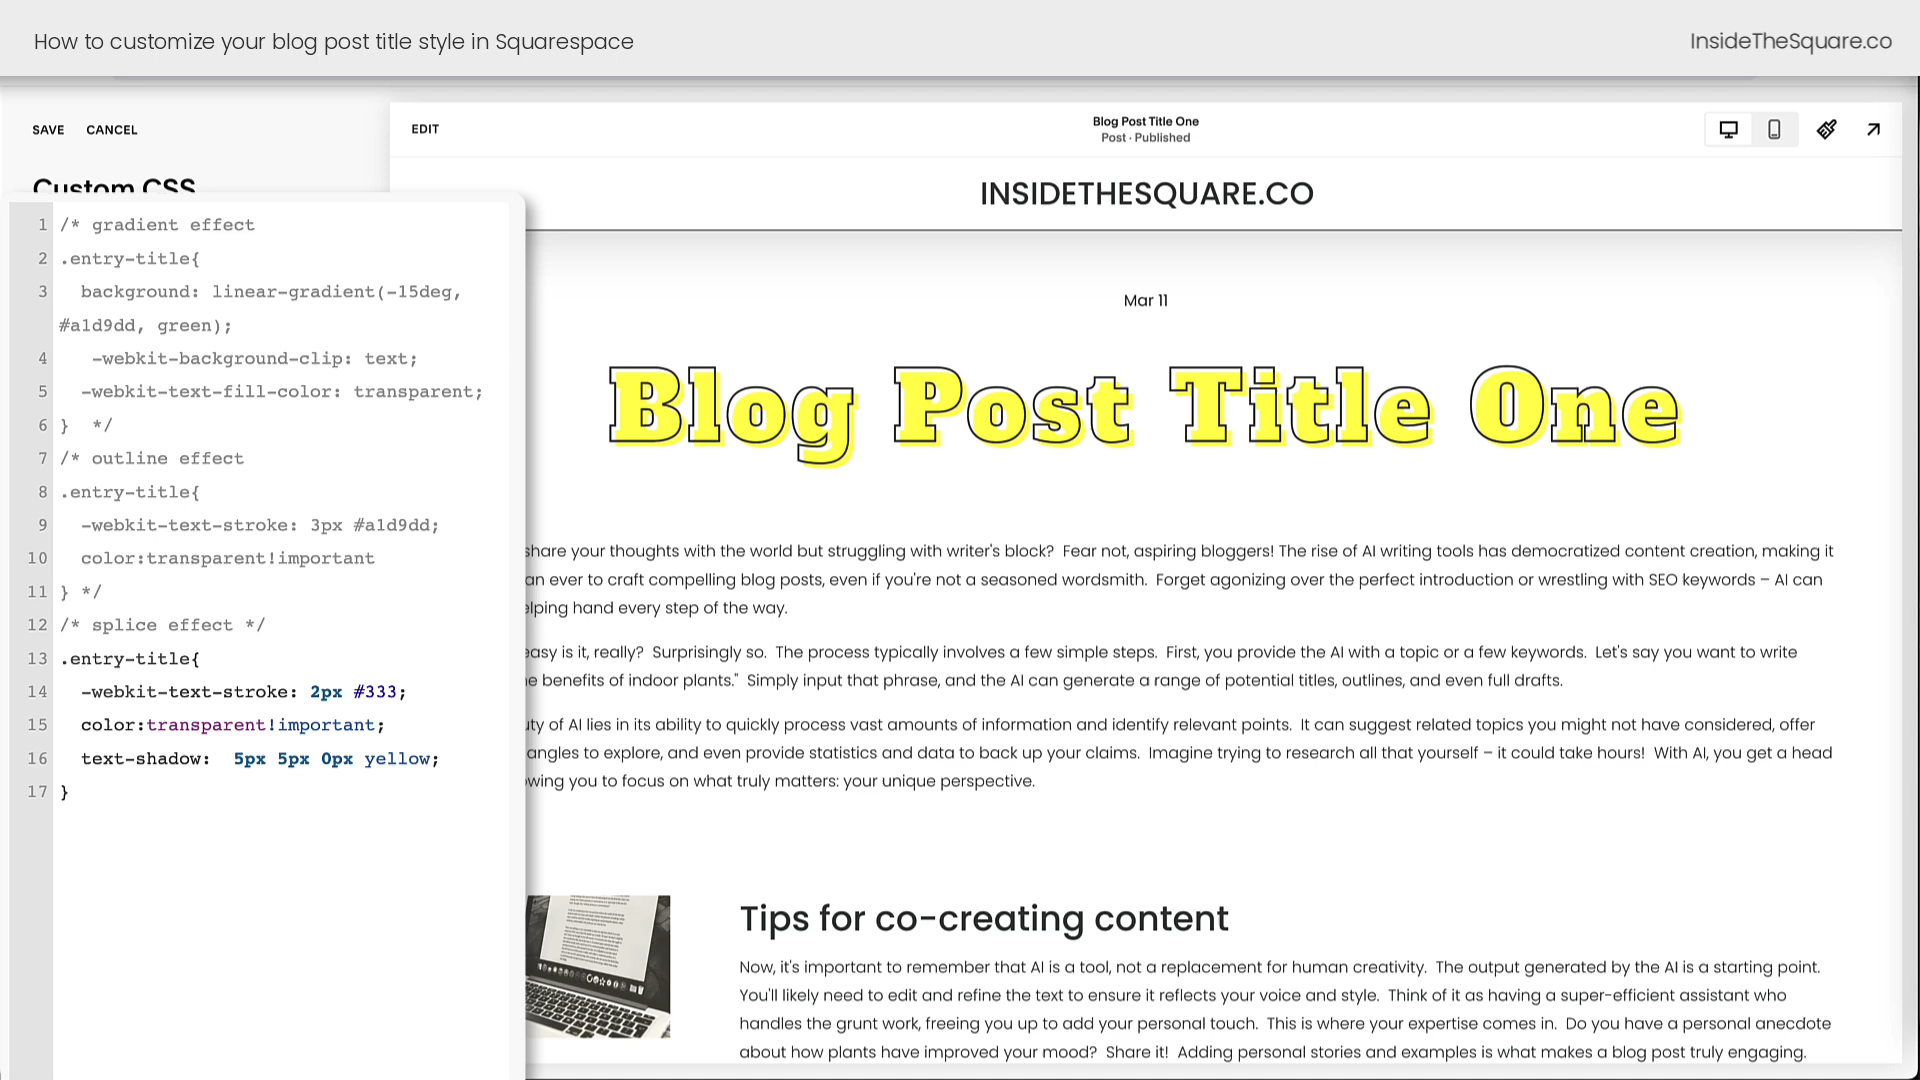 How to customize your blog post title style in Squarespace
InsideTheSquare.co
SAVE CANCEL
Custom CSS
1 /* gradient effect
2 .entry-title{
3 background: linear-gradient(-15deg,
#a1d9dd, green);
4 -webkit-background-clip: text;
5 -webkit-text-fill-color: transparent;
6 } */
7 /* outline effect
8 .entry-title{
9 -webkit-text-stroke: 3px #a1d9dd;
10 color:transparent!important
11 } */
12 /* splice effect */
13 .entry-title{
14 -webkit-text-stroke: 2px #333;
15 color:transparent!important;
16 text-shadow: 5px 5px 0px yellow;
17 }
EDIT
Blog Post Title One
Post · Published
INSIDETHESQUARE.CO
Mar 11
Blog Post Title One
share your thoughts with the world but struggling with writer's block? Fear not, aspiring bloggers! The rise of AI writing tools has democratized content creation, making it
an ever to craft compelling blog posts, even if you're not a seasoned wordsmith. Forget agonizing over the perfect introduction or wrestling with SEO keywords – AI can
elping hand every step of the way.
easy is it, really? Surprisingly so. The process typically involves a few simple steps. First, you provide the AI with a topic or a few keywords. Let's say you want to write
e benefits of indoor plants." Simply input that phrase, and the AI can generate a range of potential titles, outlines, and even full drafts.
uty of AI lies in its ability to quickly process vast amounts of information and identify relevant points. It can suggest related topics you might not have considered, offer
angles to explore, and even provide statistics and data to back up your claims. Imagine trying to research all that yourself – it could take hours! With AI, you get a head
owing you to focus on what truly matters: your unique perspective.
Tips for co-creating content
Now, it's important to remember that AI is a tool, not a replacement for human creativity. The output generated by the AI is a starting point.
You'll likely need to edit and refine the text to ensure it reflects your voice and style. Think of it as having a super-efficient assistant who
handles the grunt work, freeing you up to add your personal touch. This is where your expertise comes in. Do you have a personal anecdote
about how plants have improved your mood? Share it! Adding personal stories and examples is what makes a blog post truly engaging.